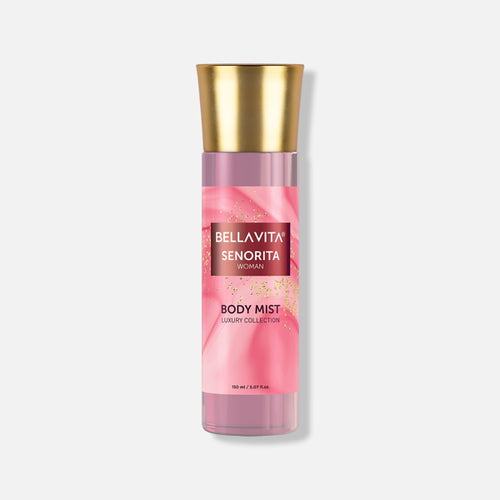 BELLAVITA®
SENORITA
WOMAN
BODY MIST
LUXURY COLLECTION
150 ml / 5.07 fl.oz.